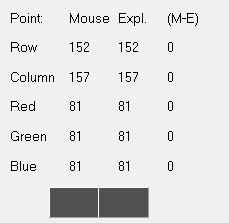 Point: Mouse Expl. (M-E)
Row 152 152 0
Column 157 157 0
Red 81 81 0
Green 81 81 0
Blue 81 81 0